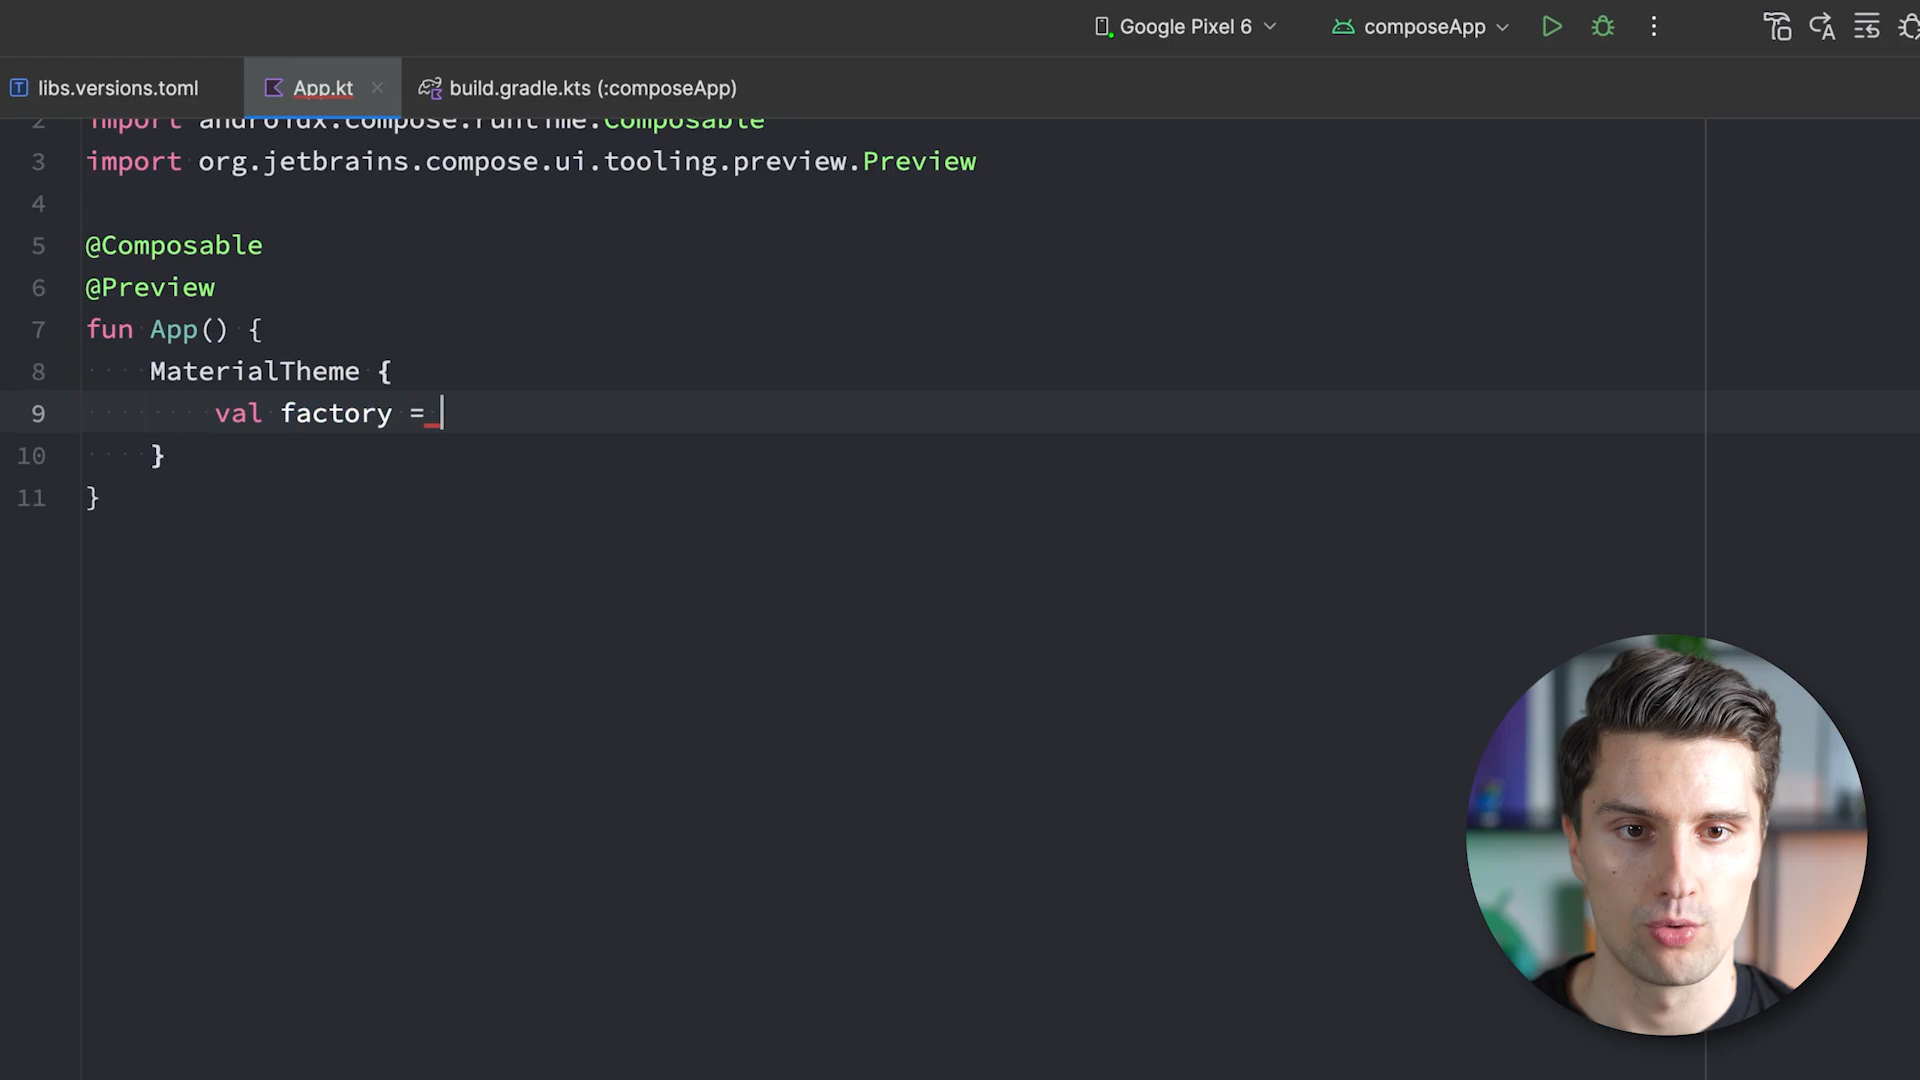 Google Pixel 6
composeApp
libs.versions.toml
App.kt
build.gradle.kts (:composeApp)
2 import androidx.compose.runtime.Composable
3 import org.jetbrains.compose.ui.tooling.preview.Preview
4
5 @Composable
6 @Preview
7 fun App() {
8 MaterialTheme {
9 val factory =
10 }
11 }